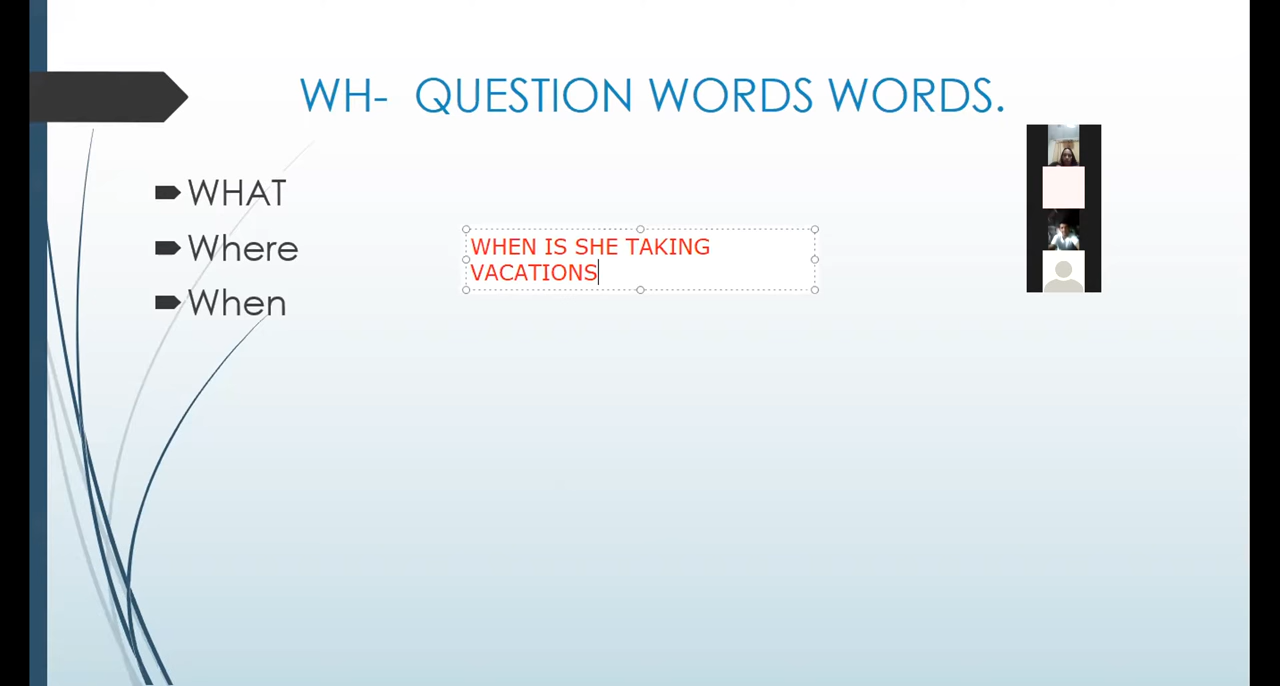 WH- QUESTION WORDS WORDS.
WHAT
Where
When
WHEN IS SHE TAKING
VACATIONS